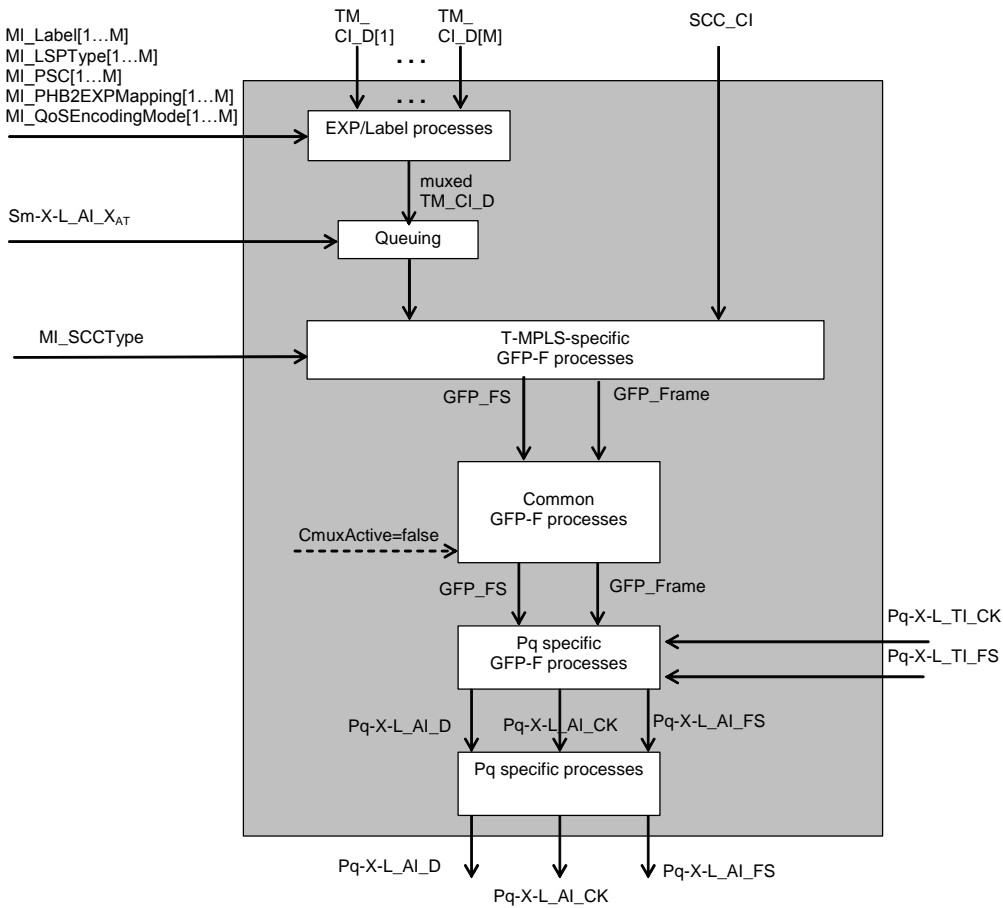 MI_Label[1…M]
MI_LSPType[1…M]
MI_PSC[1…M]
MI_PHB2EXPMapping[1…M]
MI_QoSEncodingMode[1…M]
TM_
CI_D[1]
TM_
CI_D[M]
SCC_CI
...
...
EXP/Label processes
muxed
TM_CI_D
Sm-X-L_AI_XAT
Queuing
MI_SCCType
T-MPLS-specific
GFP-F processes
GFP_FS
GFP_Frame
Common
GFP-F processes
CmuxActive=false
GFP_FS
GFP_Frame
Pq-X-L_TI_CK
Pq specific
GFP-F processes
Pq-X-L_TI_FS
Pq-X-L_AI_D
Pq-X-L_AI_CK
Pq-X-L_AI_FS
Pq specific processes
Pq-X-L_AI_D
Pq-X-L_AI_CK
Pq-X-L_AI_FS